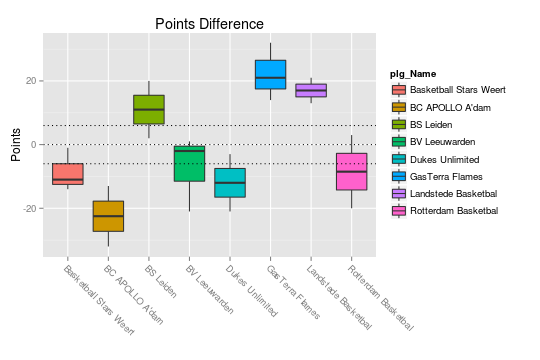 Points Difference
Points
20
0
-20
Basketball Stars Weert
BC APOLLO A'dam
BS Leiden
BV Leeuwarden
Dukes Unlimited
GasTerra Flames
Landstede Basketbal
Rotterdam Basketbal
plg_Name
Basketball Stars Weert
BC APOLLO A'dam
BS Leiden
BV Leeuwarden
Dukes Unlimited
GasTerra Flames
Landstede Basketbal
Rotterdam Basketbal